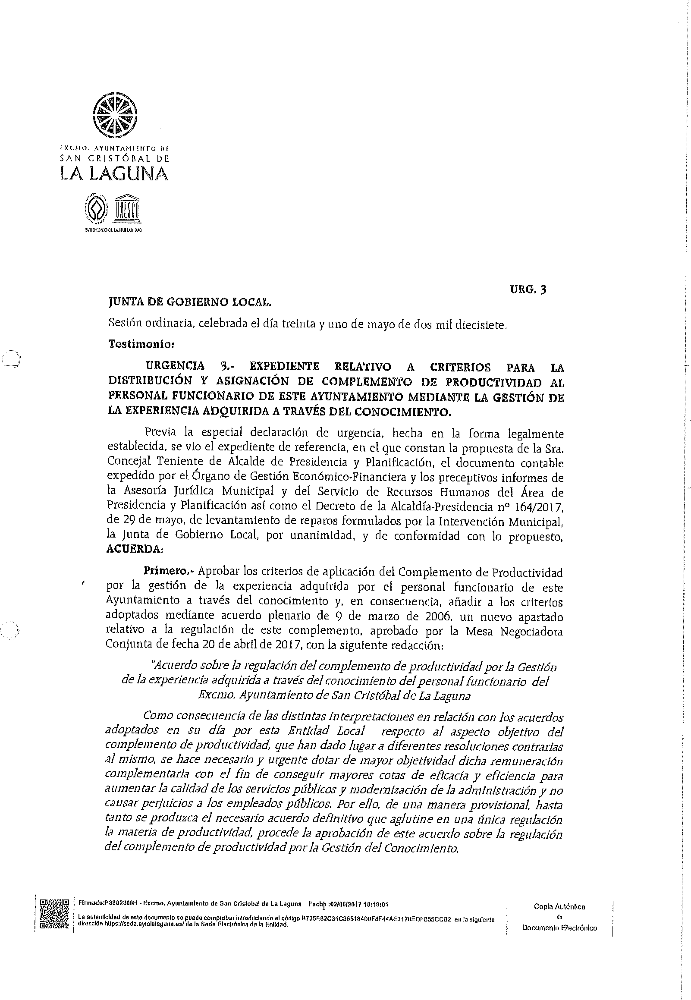 EXCMO. AYUNTAMIENTO DE
SAN CRISTÓBAL DE
LA LAGUNA
UNESCO
PATRIMONIO DE LA HUMANIDAD
URG. 3
JUNTA DE GOBIERNO LOCAL.
Sesión ordinaria, celebrada el día treinta y uno de mayo de dos mil diecisiete.
Testimonio:
URGENCIA 3.- EXPEDIENTE RELATIVO A CRITERIOS PARA LA
DISTRIBUCIÓN Y ASIGNACIÓN DE COMPLEMENTO DE PRODUCTIVIDAD AL
PERSONAL FUNCIONARIO DE ESTE AYUNTAMIENTO MEDIANTE LA GESTIÓN DE
LA EXPERIENCIA ADQUIRIDA A TRAVÉS DEL CONOCIMIENTO.
Previa la especial declaración de urgencia, hecha en la forma legalmente
establecida, se vio el expediente de referencia, en el que constan la propuesta de la Sra.
Concejal Teniente de Alcalde de Presidencia y Planificación, el documento contable
expedido por el Órgano de Gestión Económico-Financiera y los preceptivos informes de
la Asesoría Jurídica Municipal y del Servicio de Recursos Humanos del Área de
Presidencia y Planificación así como el Decreto de la Alcaldía-Presidencia nº 164/2017,
de 29 de mayo, de levantamiento de reparos formulados por la Intervención Municipal,
la Junta de Gobierno Local, por unanimidad, y de conformidad con lo propuesto,
ACUERDA:
Primero.- Aprobar los criterios de aplicación del Complemento de Productividad
por la gestión de la experiencia adquirida por el personal funcionario de este
Ayuntamiento a través del conocimiento y, en consecuencia, añadir a los criterios
adoptados mediante acuerdo plenario de 9 de marzo de 2006, un nuevo apartado
relativo a la regulación de este complemento, aprobado por la Mesa Negociadora
Conjunta de fecha 20 de abril de 2017, con la siguiente redacción:
"Acuerdo sobre la regulación del complemento de productividad por la Gestión
de la experiencia adquirida a través del conocimiento del personal funcionario del
Excmo. Ayuntamiento de San Cristóbal de La Laguna
Como consecuencia de las distintas interpretaciones en relación con los acuerdos
adoptados en su día por esta Entidad Local respecto al aspecto objetivo del
complemento de productividad, que han dado lugar a diferentes resoluciones contrarias
al mismo, se hace necesario y urgente dotar de mayor objetividad dicha remuneración
complementaria con el fin de conseguir mayores cotas de eficacia y eficiencia para
aumentar la calidad de los servicios públicos y modernización de la administración y no
causar perjuicios a los empleados públicos. Por ello, de una manera provisional, hasta
tanto se produzca el necesario acuerdo definitivo que aglutine en una única regulación
la materia de productividad, procede la aprobación de este acuerdo sobre la regulación
del complemento de productividad por la Gestión del Conocimiento.
Firmado:P3802300H - Excmo. Ayuntamiento de San Cristobal de La Laguna Fecha :02/06/2017 10:19:01
La autenticidad de este documento se puede comprobar introduciendo el código B735E82C34C36518400F8F44AE3170EDF055CCB2 en la siguiente
dirección https://sede.aytolalaguna.es/ de la Sede Electrónica de la Entidad.
Copia Auténtica
de
Documento Electrónico